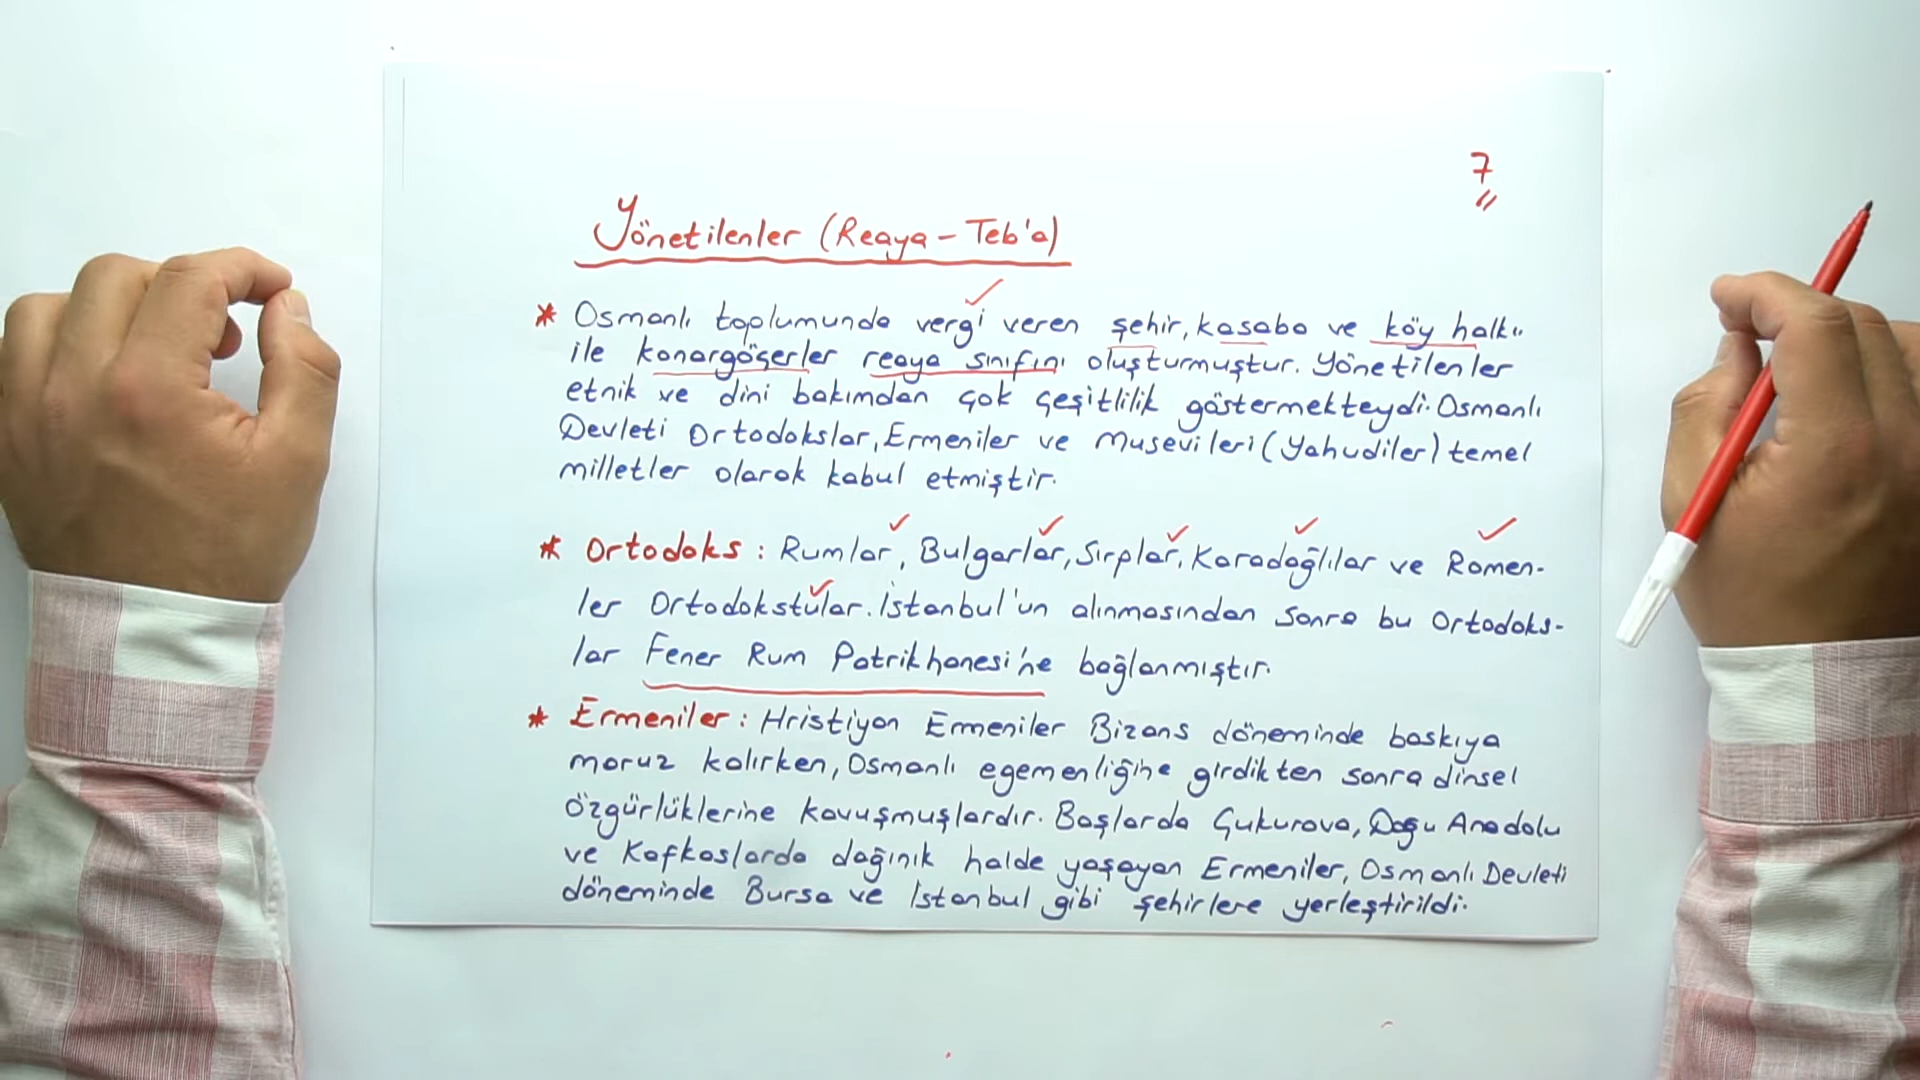 7
Yönetilenler (Reaya - Teb'a)
* Osmanlı toplumunda vergi veren şehir, kasaba ve köy halkı
ile konargöçerler reaya sınıfını oluşturmuştur. Yönetilenler
etnik ve dini bakımdan çok çeşitlilik göstermekteydi. Osmanlı
Devleti Ortodokslar, Ermeniler ve Musevileri (Yahudiler) temel
milletler olarak kabul etmiştir.
* Ortodoks: Rumlar, Bulgarlar, Sırplar, Karadağlılar ve Romen-
ler Ortodokstular. İstanbul'un alınmasından sonra bu Ortodoks-
lar Fener Rum Patrikhanesi'ne bağlanmıştır.
* Ermeniler: Hristiyan Ermeniler Bizans döneminde baskıya
maruz kalırken, Osmanlı egemenliğine girdikten sonra dinsel
özgürlüklerine kavuşmuşlardır. Başlarda Çukurova, Doğu Anadolu
ve Kafkaslarda dağınık halde yaşayan Ermeniler, Osmanlı Devleti
döneminde Bursa ve İstanbul gibi şehirlere yerleştirildi.